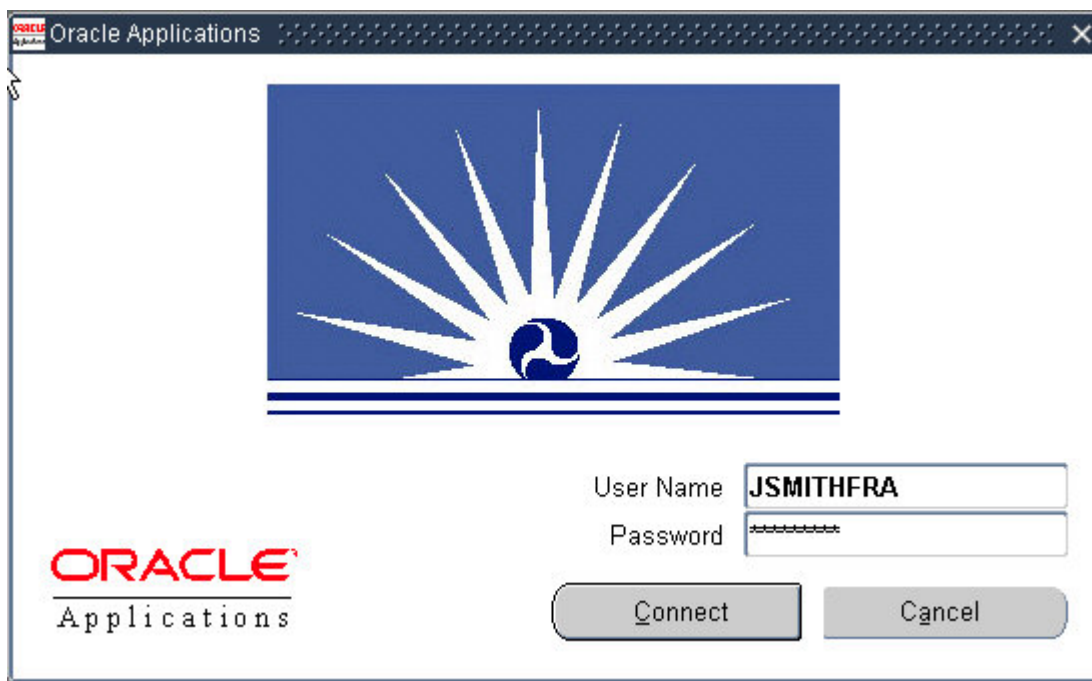 Oracle Applications
User Name JSMITHFRA
Password **********
ORACLE
Applications
Connect Cancel